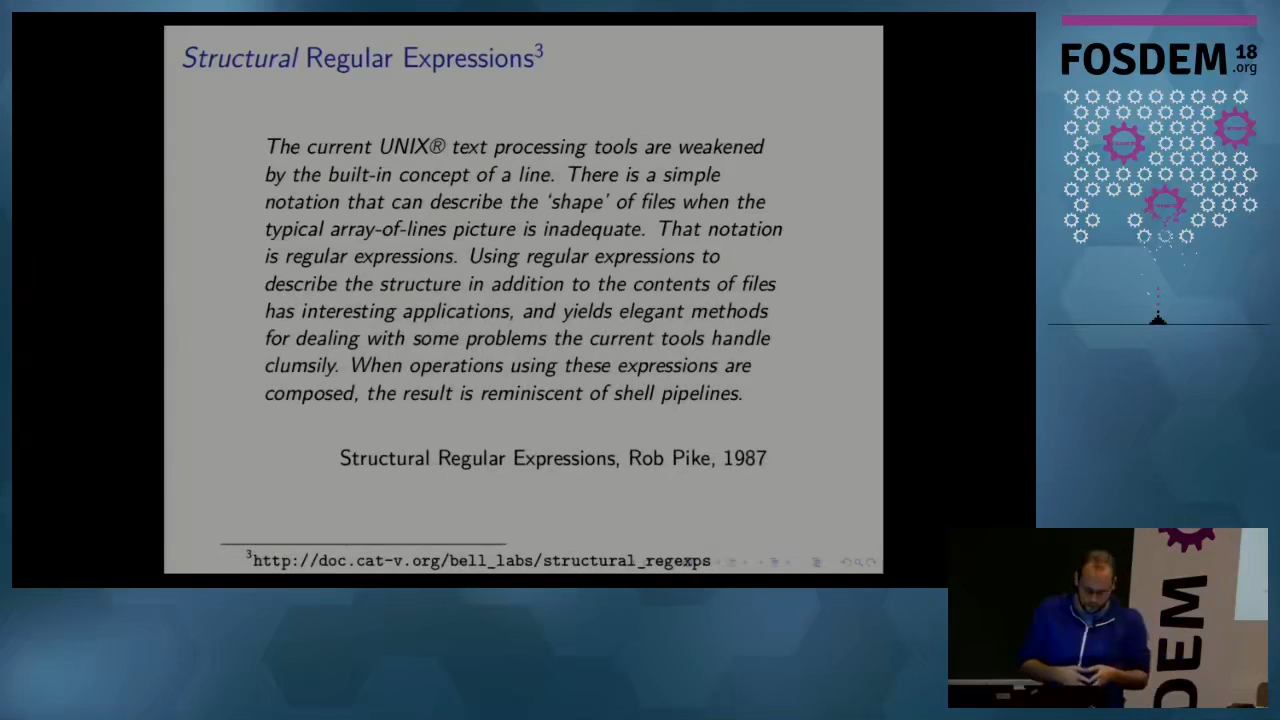 Structural Regular Expressions3
The current UNIX® text processing tools are weakened
by the built-in concept of a line. There is a simple
notation that can describe the ‘shape’ of files when the
typical array-of-lines picture is inadequate. That notation
is regular expressions. Using regular expressions to
describe the structure in addition to the contents of files
has interesting applications, and yields elegant methods
for dealing with some problems the current tools handle
clumsily. When operations using these expressions are
composed, the result is reminiscent of shell pipelines.
Structural Regular Expressions, Rob Pike, 1987
3http://doc.cat-v.org/bell_labs/structural_regexps
FOSDEM 18
.org
DEM